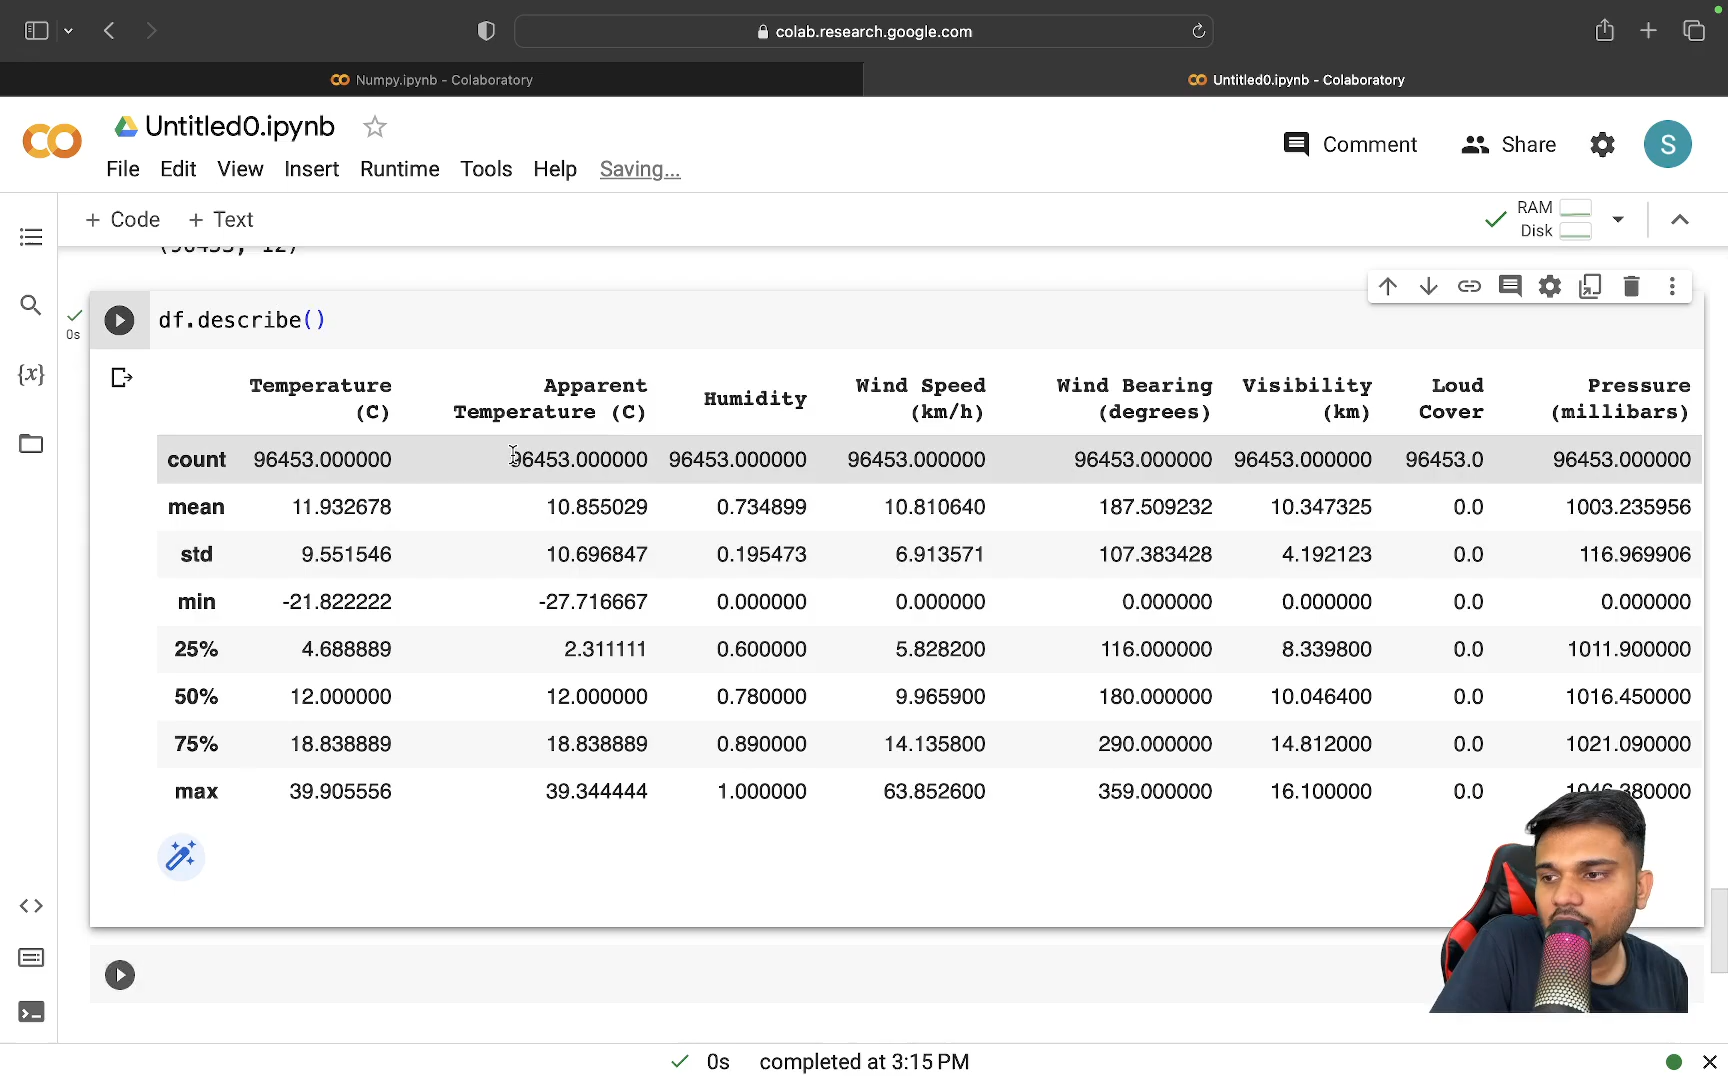 colab.research.google.com
Numpy.ipynb - Colaboratory
Untitled0.ipynb - Colaboratory
Untitled0.ipynb
Comment
Share
S
File Edit View Insert Runtime Tools Help Saving...
+ Code + Text
RAM
Disk
(96453, 12)
0s
df.describe()
{x}
Temperature (C) Apparent Temperature (C) Humidity Wind Speed (km/h) Wind Bearing (degrees) Visibility (km) Loud Cover Pressure (millibars)
count 96453.000000 96453.000000 96453.000000 96453.000000 96453.000000 96453.000000 96453.0 96453.000000
mean 11.932678 10.855029 0.734899 10.810640 187.509232 10.347325 0.0 1003.235956
std 9.551546 10.696847 0.195473 6.913571 107.383428 4.192123 0.0 116.969906
min -21.822222 -27.716667 0.000000 0.000000 0.000000 0.000000 0.0 0.000000
25% 4.688889 2.311111 0.600000 5.828200 116.000000 8.339800 0.0 1011.900000
50% 12.000000 12.000000 0.780000 9.965900 180.000000 10.046400 0.0 1016.450000
75% 18.838889 18.838889 0.890000 14.135800 290.000000 14.812000 0.0 1021.090000
max 39.905556 39.344444 1.000000 63.852600 359.000000 16.100000 0.0 1046.380000
0s completed at 3:15 PM